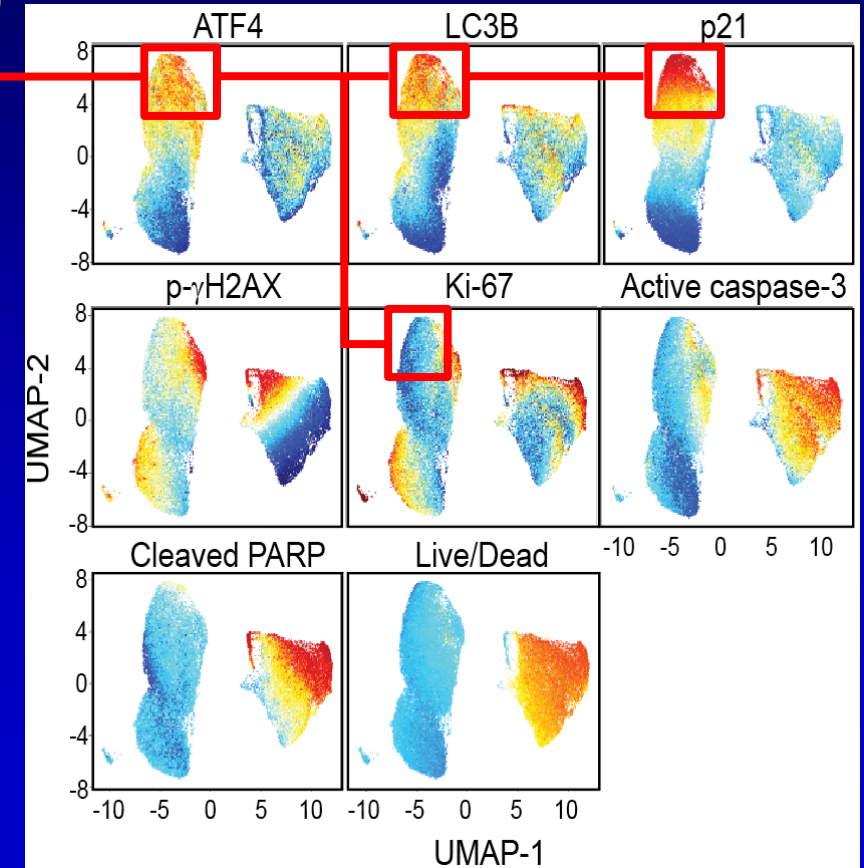 ATF4 LC3B p21
8
4
0
-4
-8
p-γH2AX Ki-67 Active caspase-3
8
4
0
-4
-8
UMAP-2
-10 -5 0 5 10
Cleaved PARP Live/Dead
8
4
0
-4
-8
-10 -5 0 5 10 -10 -5 0 5 10
UMAP-1